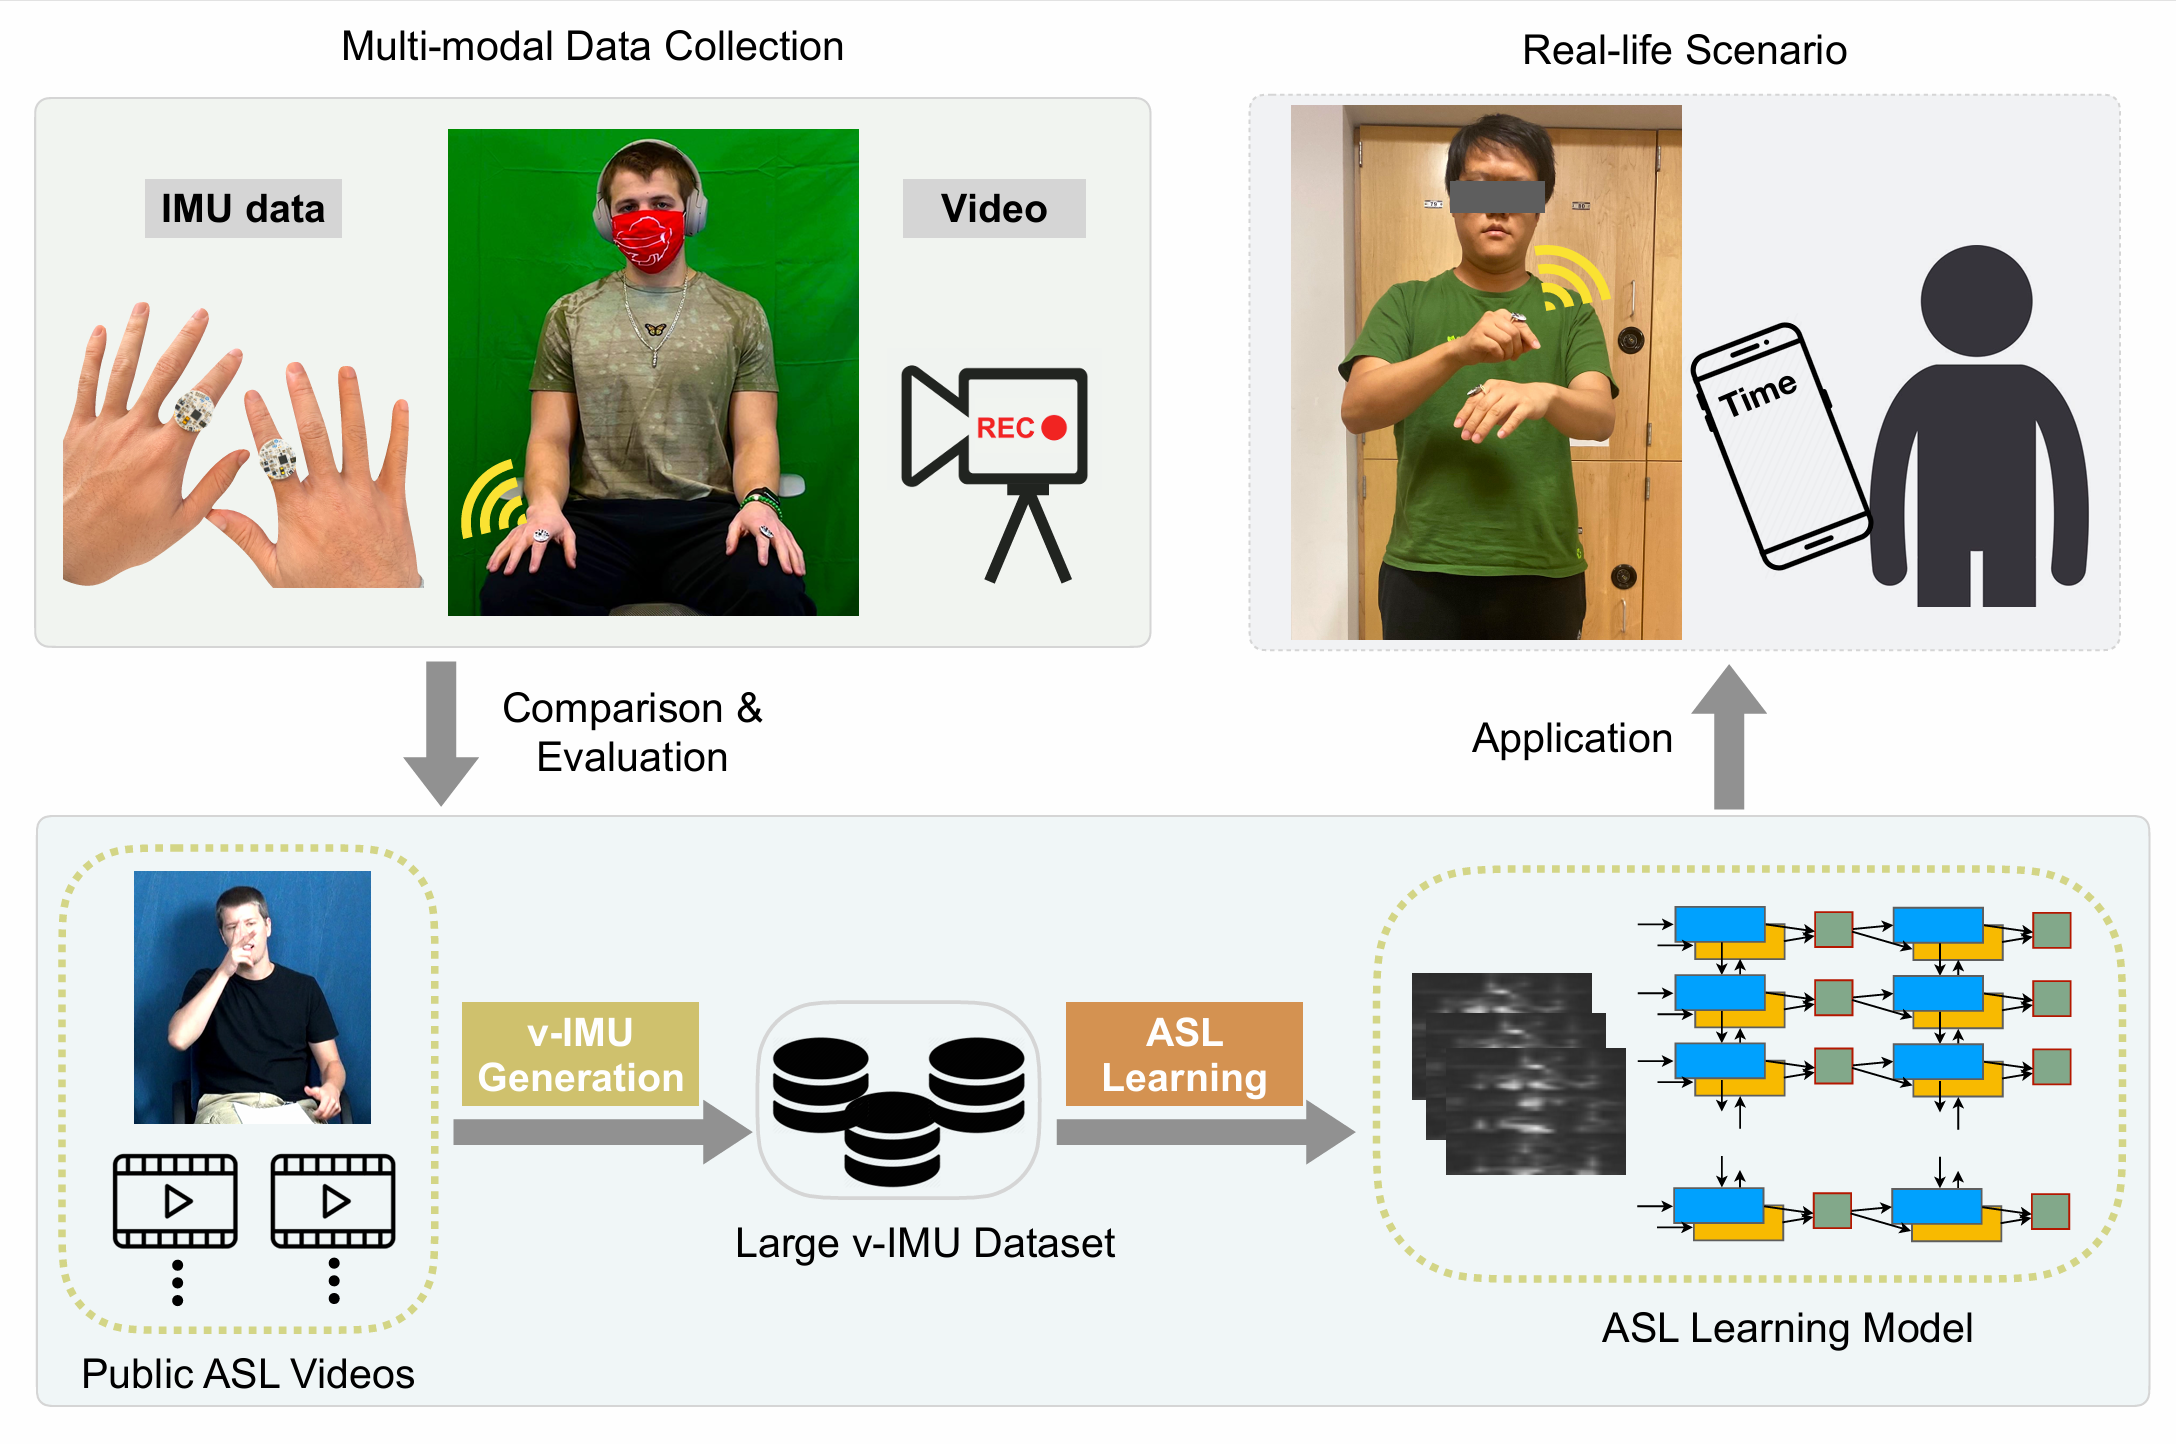 Multi-modal Data Collection
Real-life Scenario
IMU data
Video
REC
Time
Comparison &
Evaluation
Application
v-IMU
Generation
ASL
Learning
Large v-IMU Dataset
ASL Learning Model
Public ASL Videos